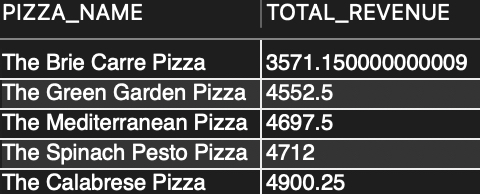 PIZZA_NAME TOTAL_REVENUE
The Brie Carre Pizza 3571.150000000009
The Green Garden Pizza 4552.5
The Mediterranean Pizza 4697.5
The Spinach Pesto Pizza 4712
The Calabrese Pizza 4900.25